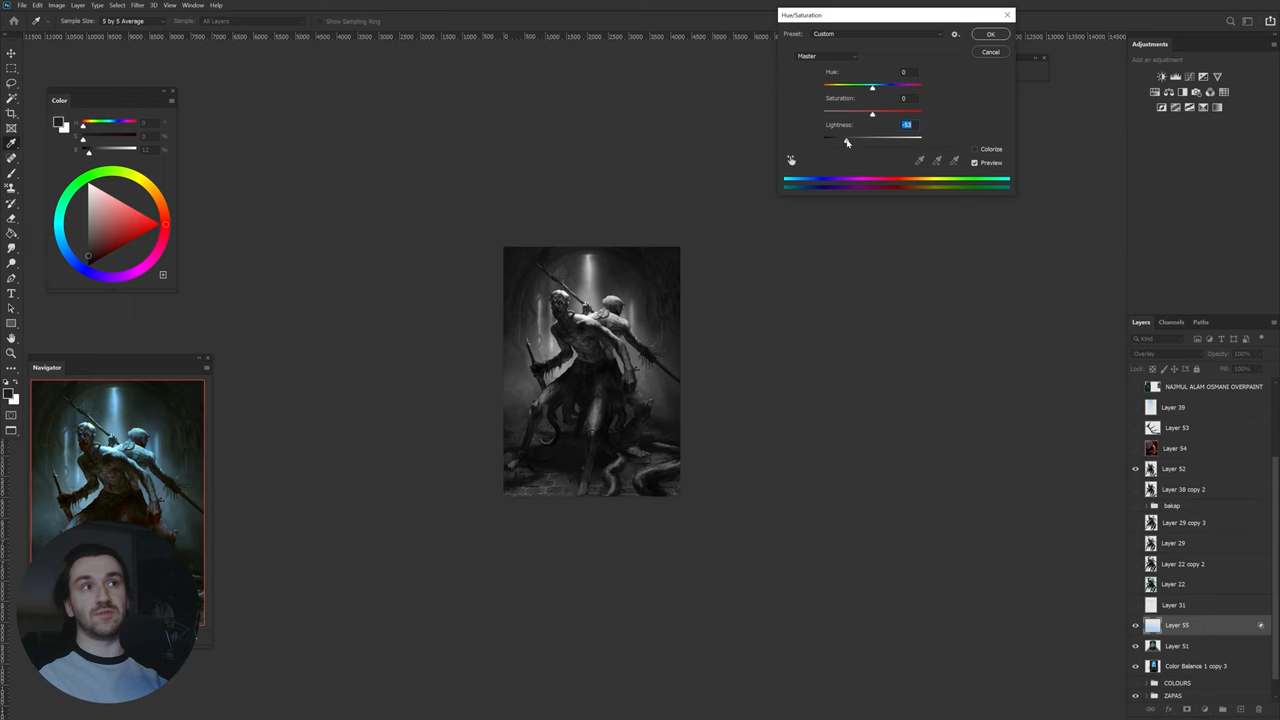 File Edit Image Layer Type Select Filter 3D View Window Help
Sample Size: 5 by 5 Average Sample: All Layers Show Sampling Ring
Hue/Saturation
Preset: Custom
OK
Cancel
Master
Hue: 0
Saturation: 0
Lightness: -53
Colorize
Preview
Adjustments
Add an adjustment
Color
H 0 °
S 0 %
B 12 %
Navigator
Layers Channels Paths
Kind
Overlay Opacity: 100%
Lock: Fill: 100%
NAJMUL ALAM OSMANI OVERPAINT
Layer 39
Layer 53
Layer 54
Layer 52
Layer 38 copy 2
bakap
Layer 29 copy 3
Layer 29
Layer 22 copy 2
Layer 22
Layer 31
Layer 55
Layer 51
Color Balance 1 copy 3
COLOURS
ZAPAS